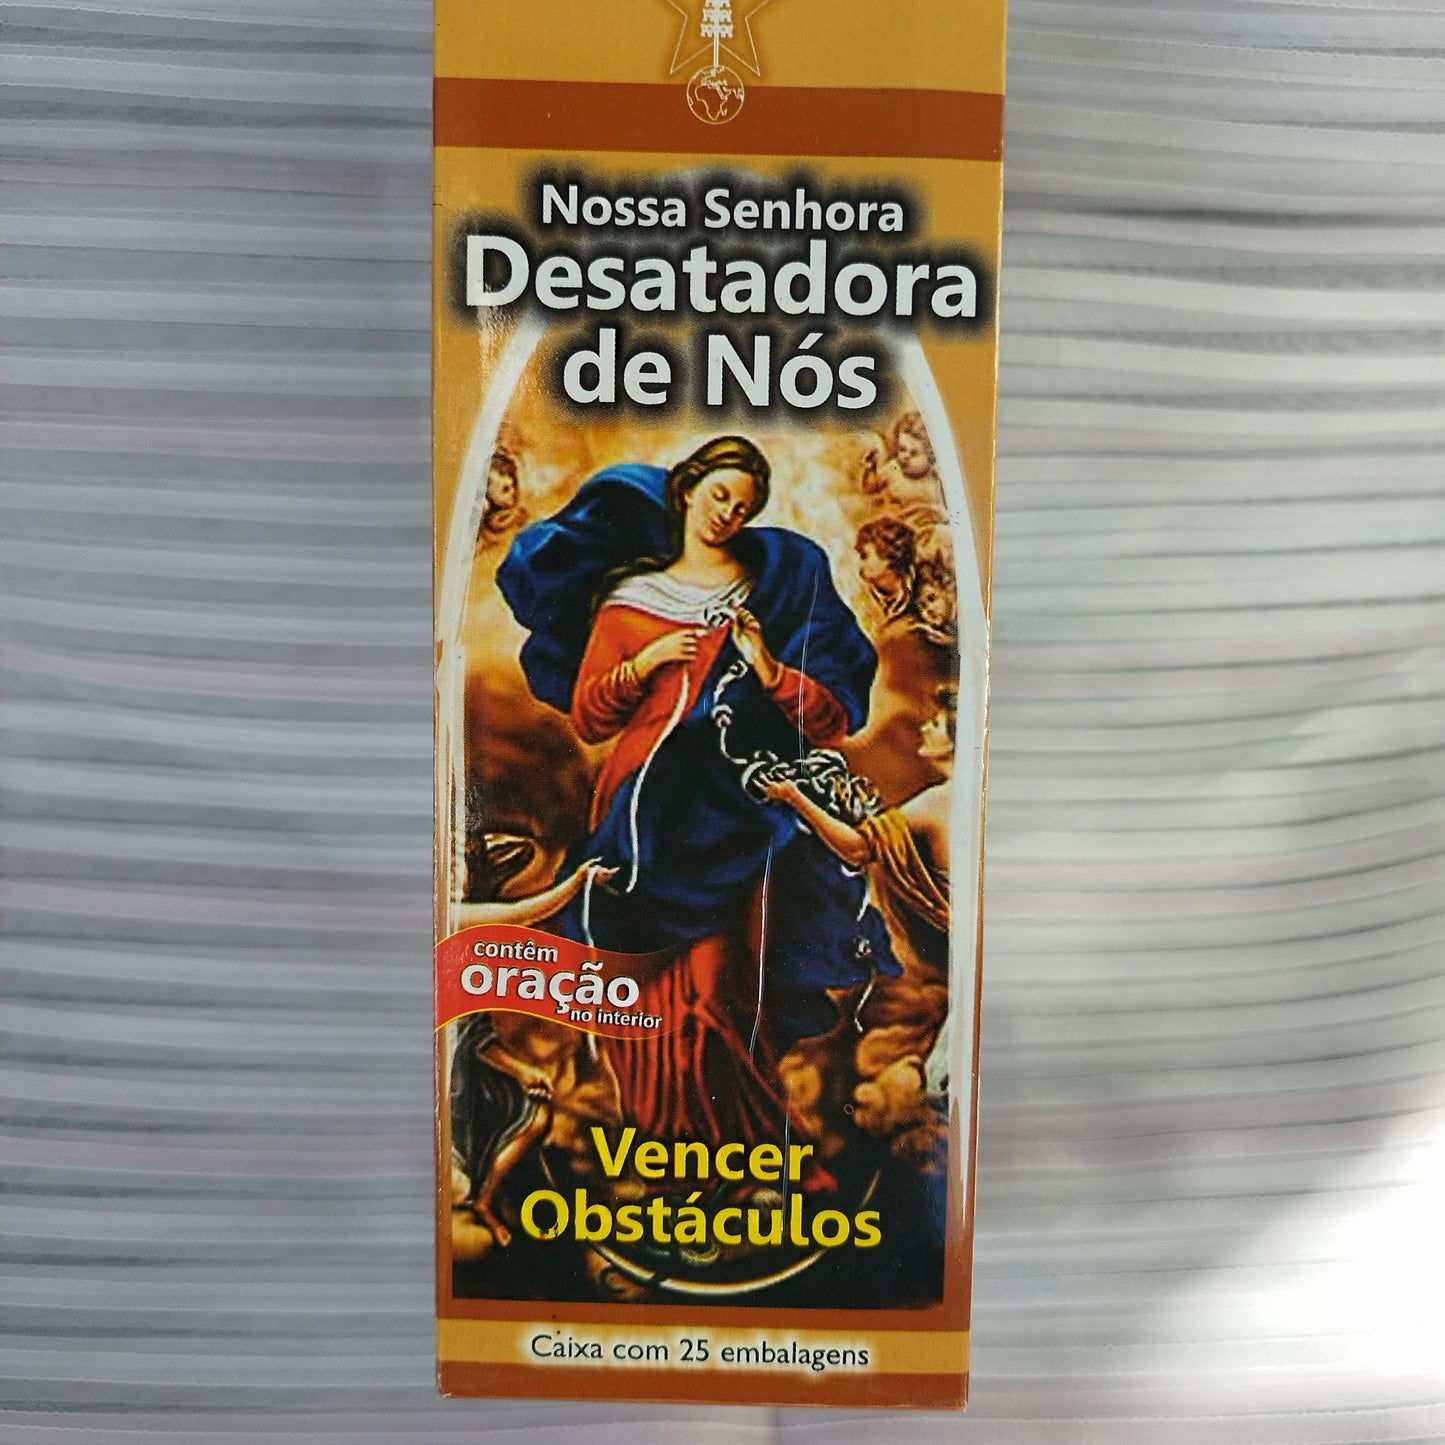 Nossa Senhora
Desatadora
de Nós
contêm
oração
no interior
Vencer
Obstáculos
Caixa com 25 embalagens